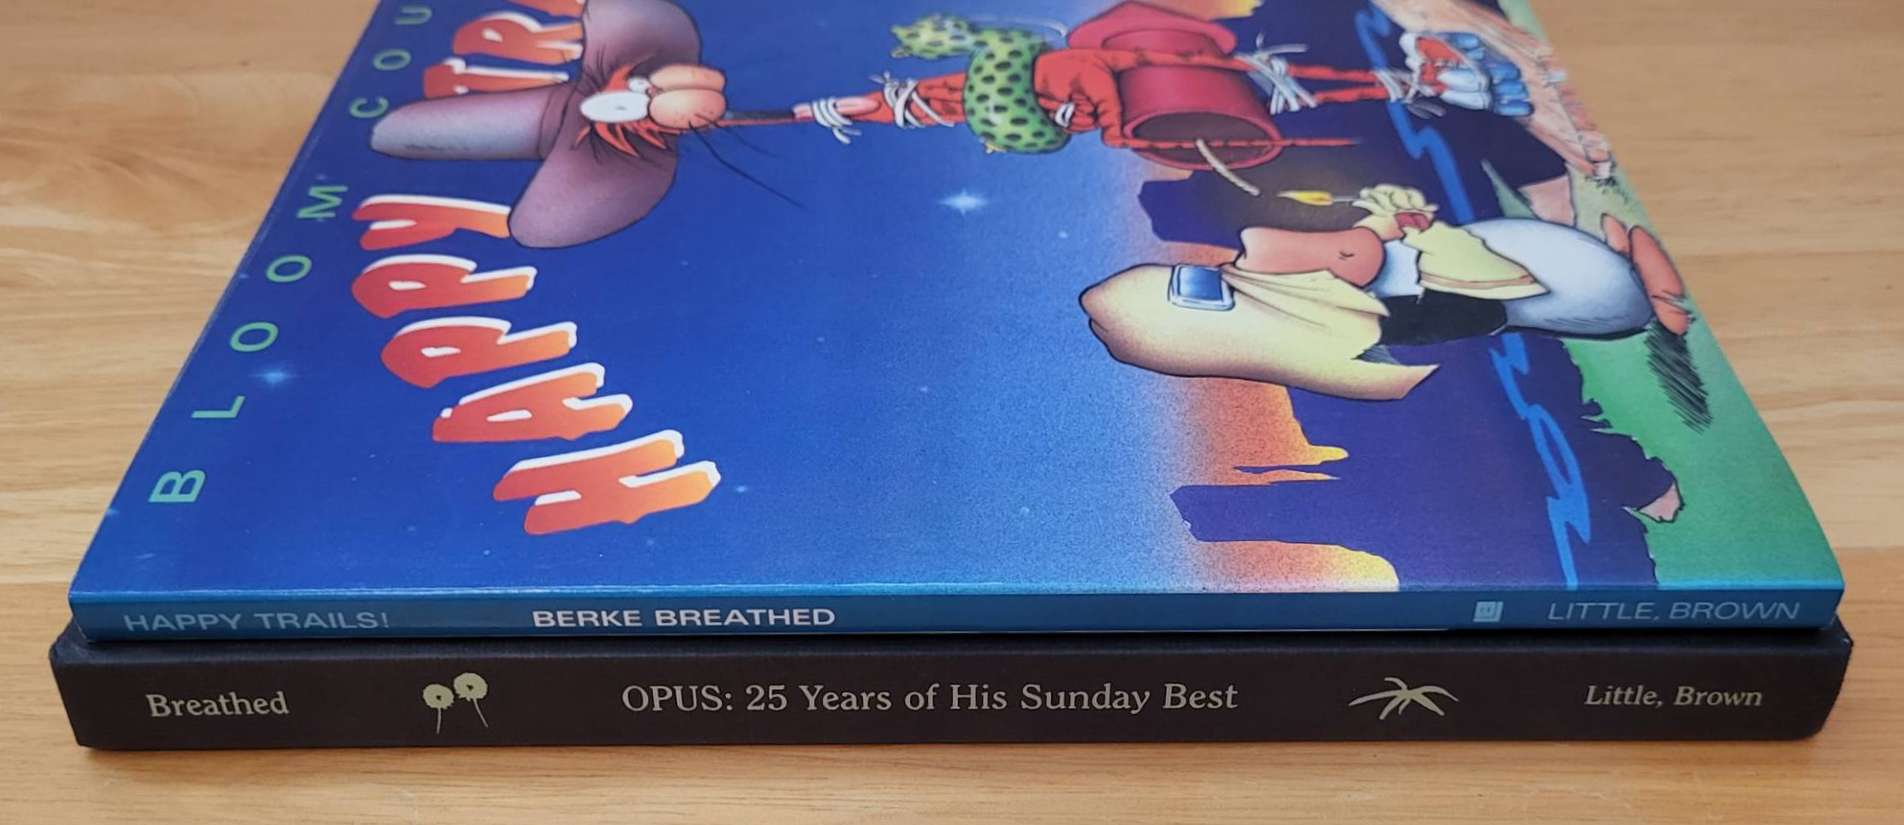 BLOOM COU
HAPPY TRA
HAPPY TRAILS! BERKE BREATHED LITTLE, BROWN
Breathed OPUS: 25 Years of His Sunday Best Little, Brown